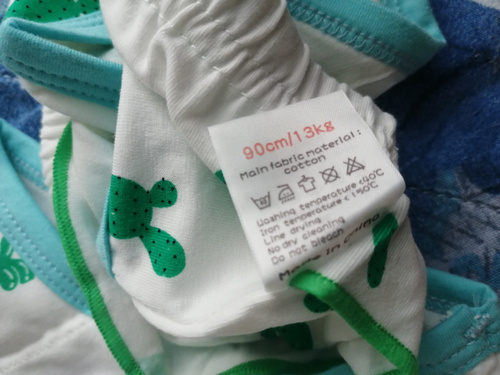 90cm/13kg
Main fabric material:
cotton
Washing temperature <40℃
Iron temperature <150℃
Line drying
No dry cleaning
Do not bleach
Made in China